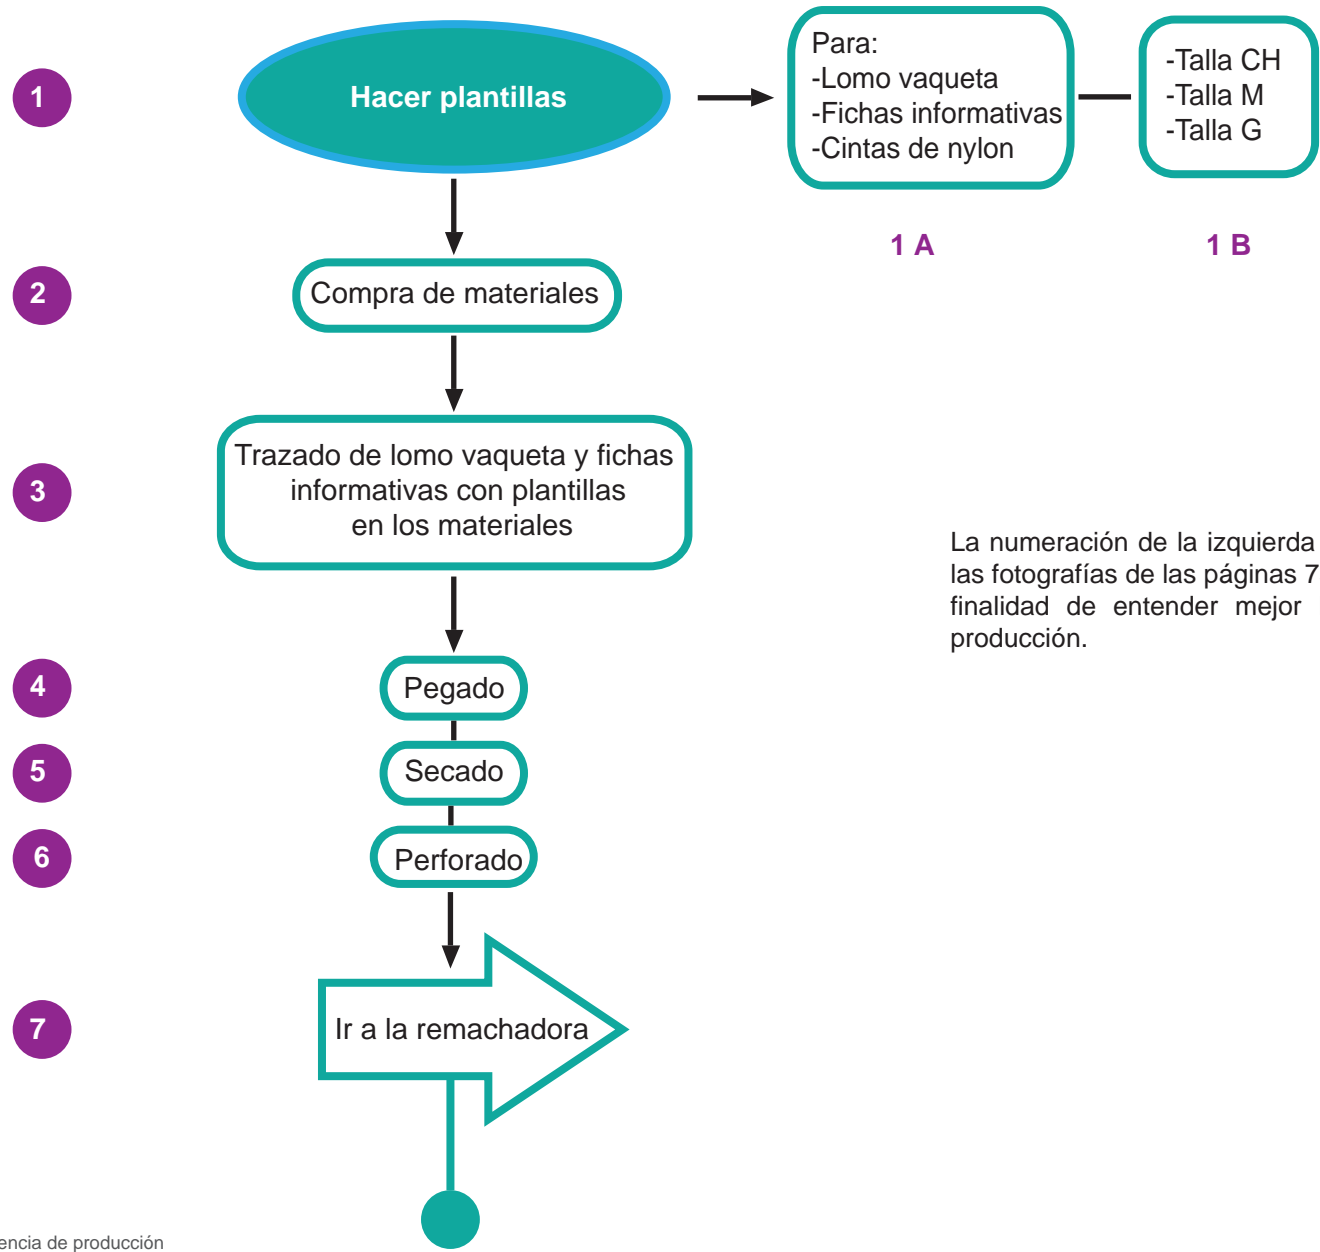 1
Hacer plantillas
Para:
-Lomo vaqueta
-Fichas informativas
-Cintas de nylon
-Talla CH
-Talla M
-Talla G
1 A
1 B
2
Compra de materiales
3
Trazado de lomo vaqueta y fichas
informativas con plantillas
en los materiales
La numeración de la izquierda
las fotografías de las páginas 7
finalidad de entender mejor
producción.
4
Pegado
5
Secado
6
Perforado
7
Ir a la remachadora
encia de producción